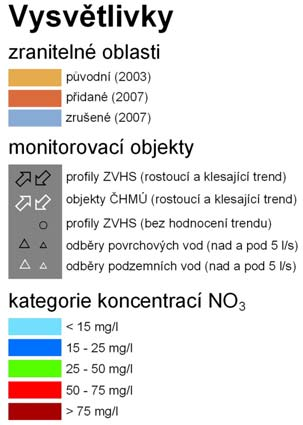 Vysvětlivky
zranitelné oblasti
původní (2003)
přidané (2007)
zrušené (2007)
monitorovací objekty
profily ZVHS (rostoucí a klesající trend)
objekty ČHMÚ (rostoucí a klesající trend)
profily ZVHS (bez hodnocení trendu)
odběry povrchových vod (nad a pod 5 l/s)
odběry podzemních vod (nad a pod 5 l/s)
kategorie koncentrací NO₃
< 15 mg/l
15 - 25 mg/l
25 - 50 mg/l
50 - 75 mg/l
> 75 mg/l